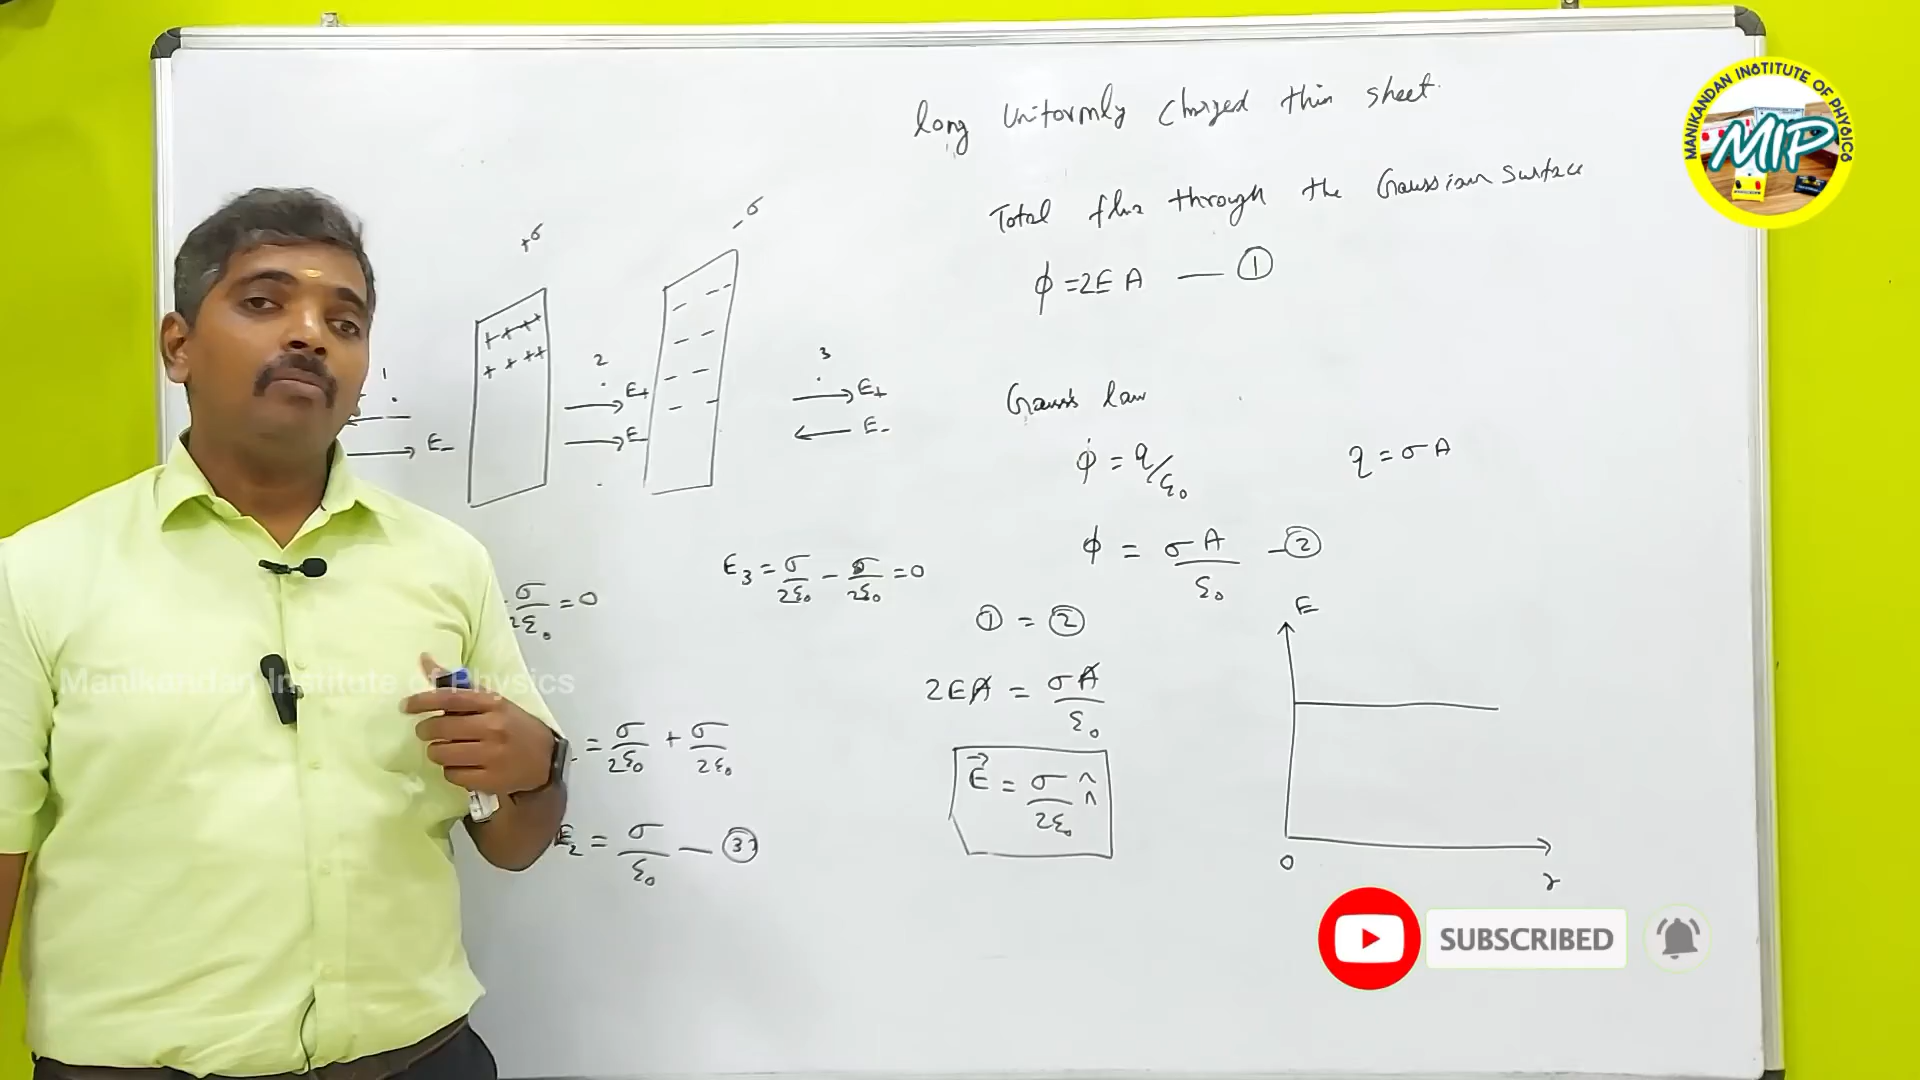 long Uniformly Charged thin sheet.
Total flux through the Gaussian Surface
ϕ = 2EA — ①
Gauss law
ϕ = q/ε₀
q = σA
ϕ = σA/ε₀ — ②
① = ②
2EA = σA/ε₀
E⃗ = σ/2ε₀ n̂
E
0
r
+σ
-σ
+ + + +
+ + + +
- - -
- -
- -
- -
1
2
3
E-
E+
E-
E+
E-
σ/2ε₀ = 0
E₃ = σ/2ε₀ - σ/2ε₀ = 0
= σ/2ε₀ + σ/2ε₀
E₂ = σ/ε₀ — ③
MANIKANDAN INSTITUTE OF PHYSICS
MIP
Manikandan Institute of Physics
SUBSCRIBED